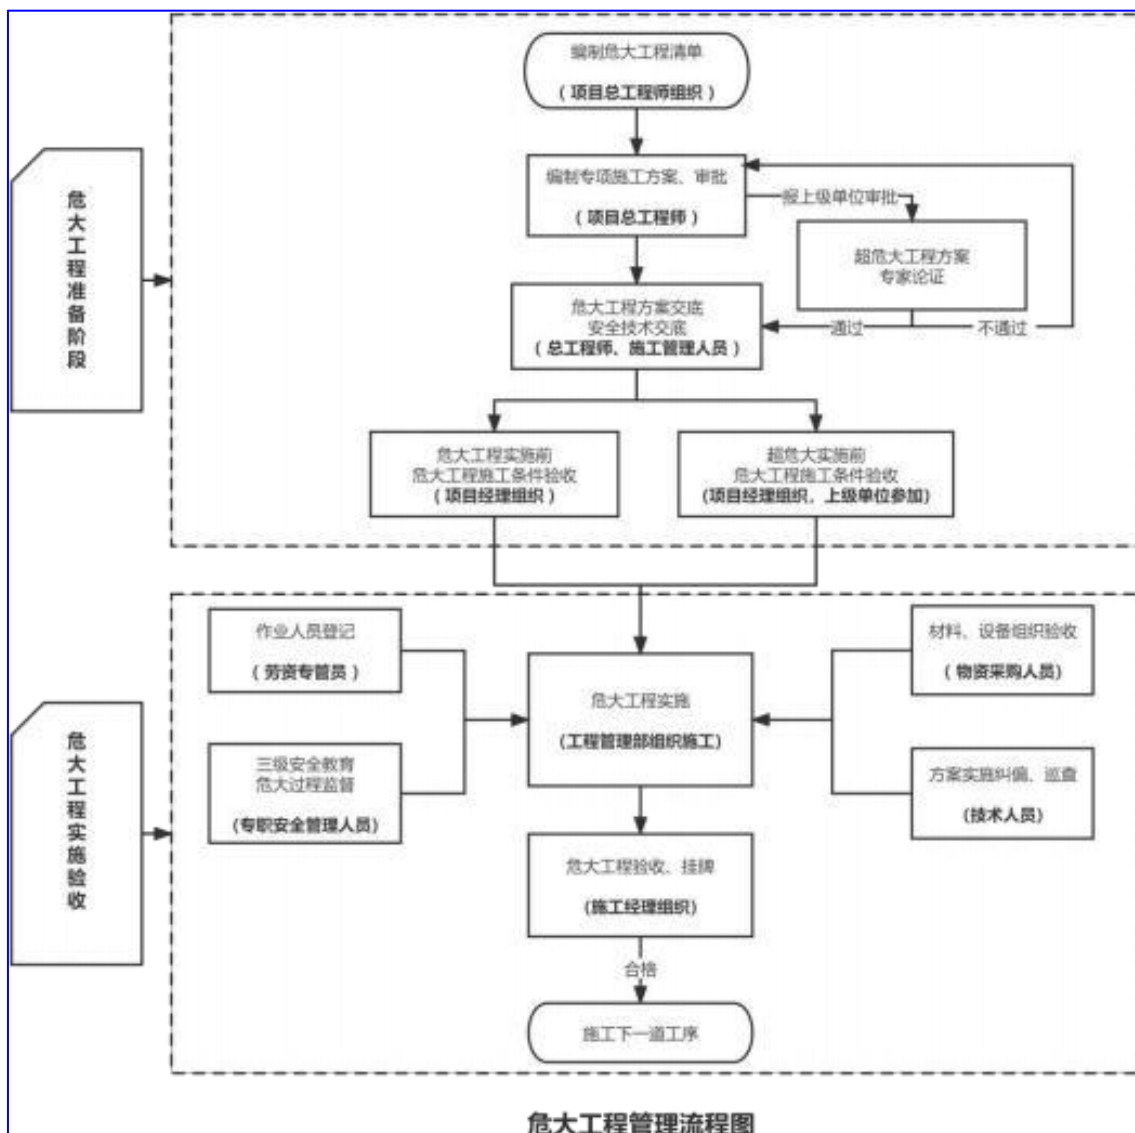 编制危大工程清单
（项目总工程师组织）
危大工程准备阶段
编制专项施工方案、审批
（项目总工程师）
报上级单位审批
超危大工程方案
专家论证
危大工程方案交底
安全技术交底
（总工程师、施工管理人员）
通过
不通过
危大工程实施前
危大工程施工条件验收
（项目经理组织）
超危大实施前
危大工程施工条件验收
(项目经理组织、上级单位参加)
危大工程实施验收
作业人员登记
（劳资专管员）
材料、设备组织验收
（物资采购人员)
危大工程实施
(工程管理部组织施工)
三级安全教育
危大过程监督
(专职安全管理人员)
方案实施纠偏、巡查
(技术人员)
危大工程验收、挂牌
(施工经理组织)
合格
施工下一道工序
危大工程管理流程图